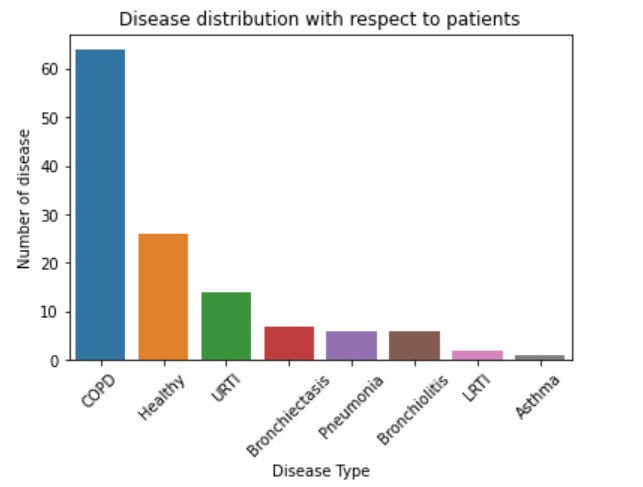 Disease distribution with respect to patients
Number of disease
60
50
40
30
20
10
0
COPD
Healthy
URTI
Bronchiectasis
Pneumonia
Bronchiolitis
LRTI
Asthma
Disease Type